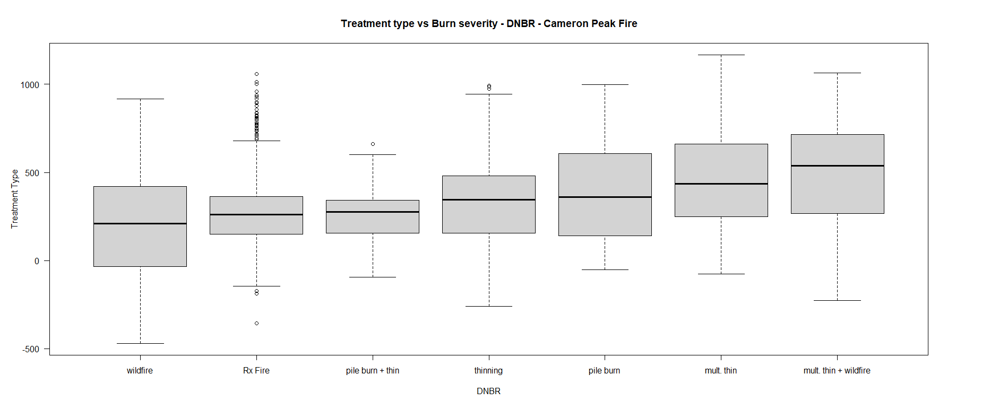 Treatment type vs Burn severity - DNBR - Cameron Peak Fire
Treatment Type
1000
500
0
-500
wildfire Rx Fire pile burn + thin thinning pile burn mult. thin mult. thin + wildfire
DNBR